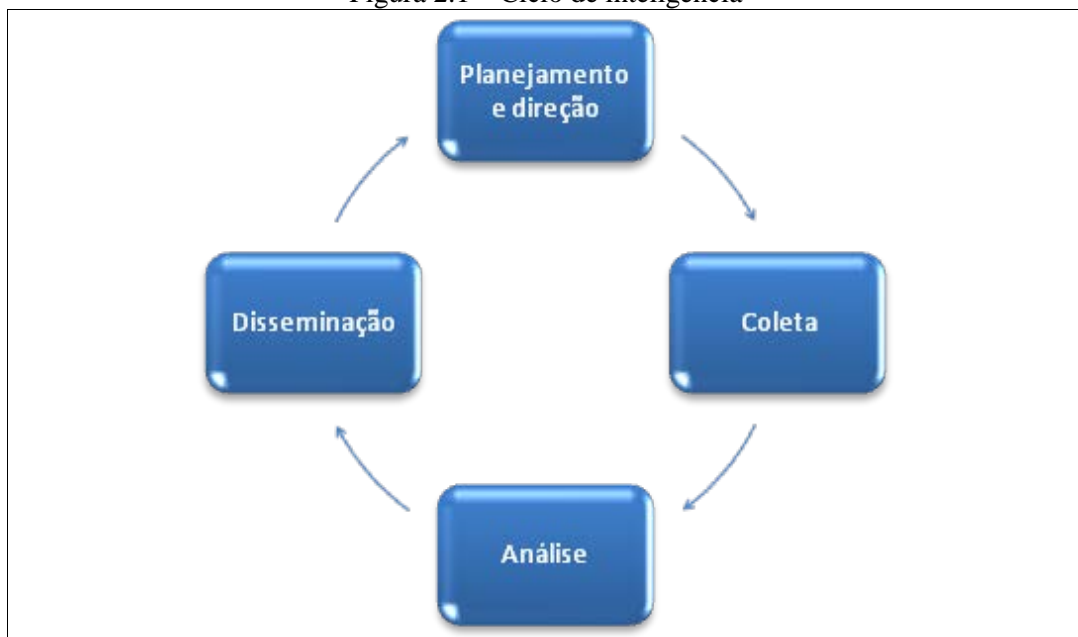 Figura 2.1 – Ciclo de inteligência
Planejamento
e direção
Disseminação
Coleta
Análise